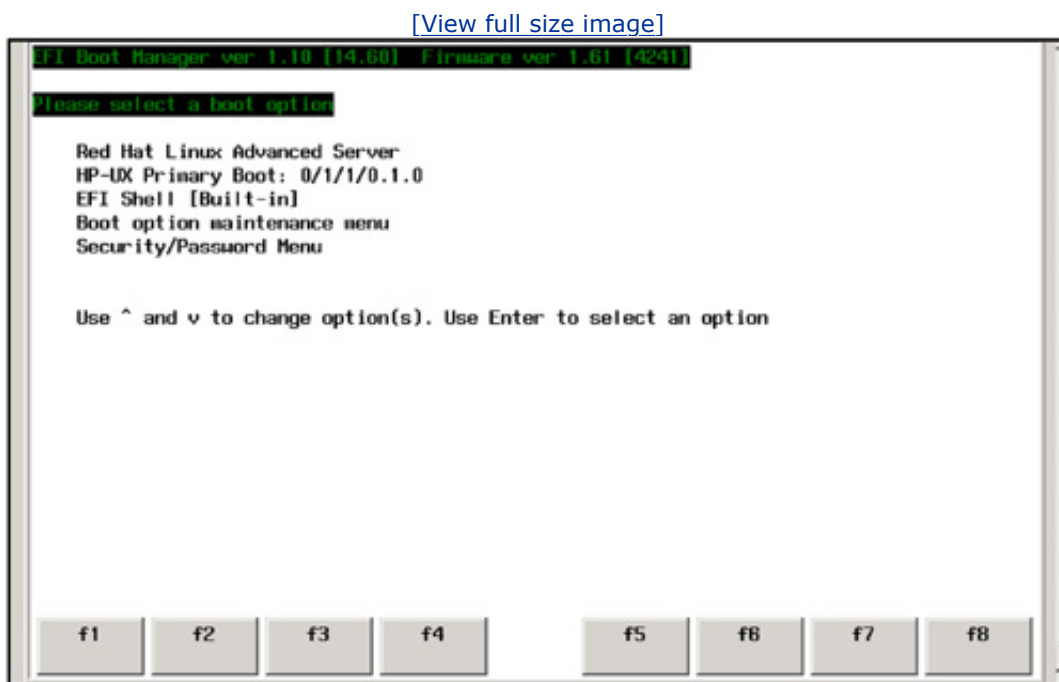 [View full size image]
EFI Boot Manager ver 1.10 [14.60] Firmware ver 1.61 [4241]
Please select a boot option
Red Hat Linux Advanced Server
HP-UX Primary Boot: 0/1/1/0.1.0
EFI Shell [Built-in]
Boot option maintenance menu
Security/Password Menu
Use ^ and v to change option(s). Use Enter to select an option
f1 f2 f3 f4 f5 f6 f7 f8